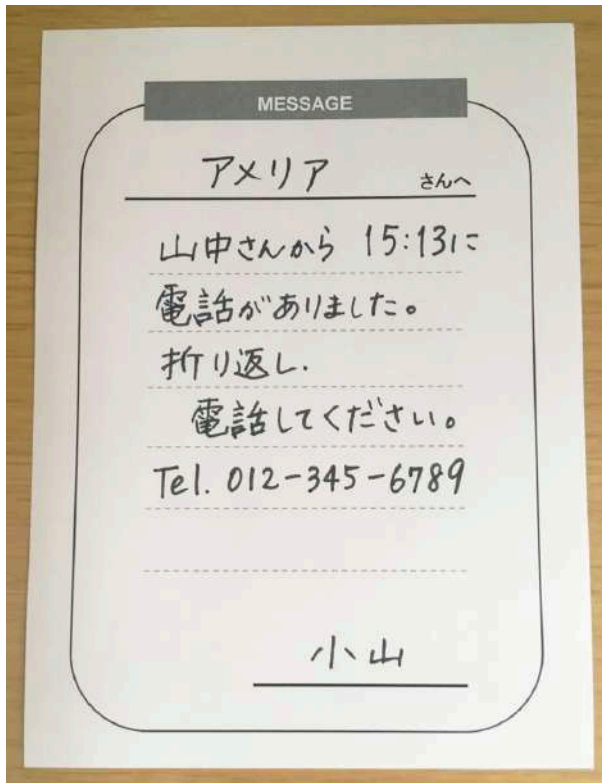 MESSAGE
アメリア さんへ
山中さんから 15:13に
電話がありました。
折り返し.
電話してください。
Tel. 012-345-6789
小山